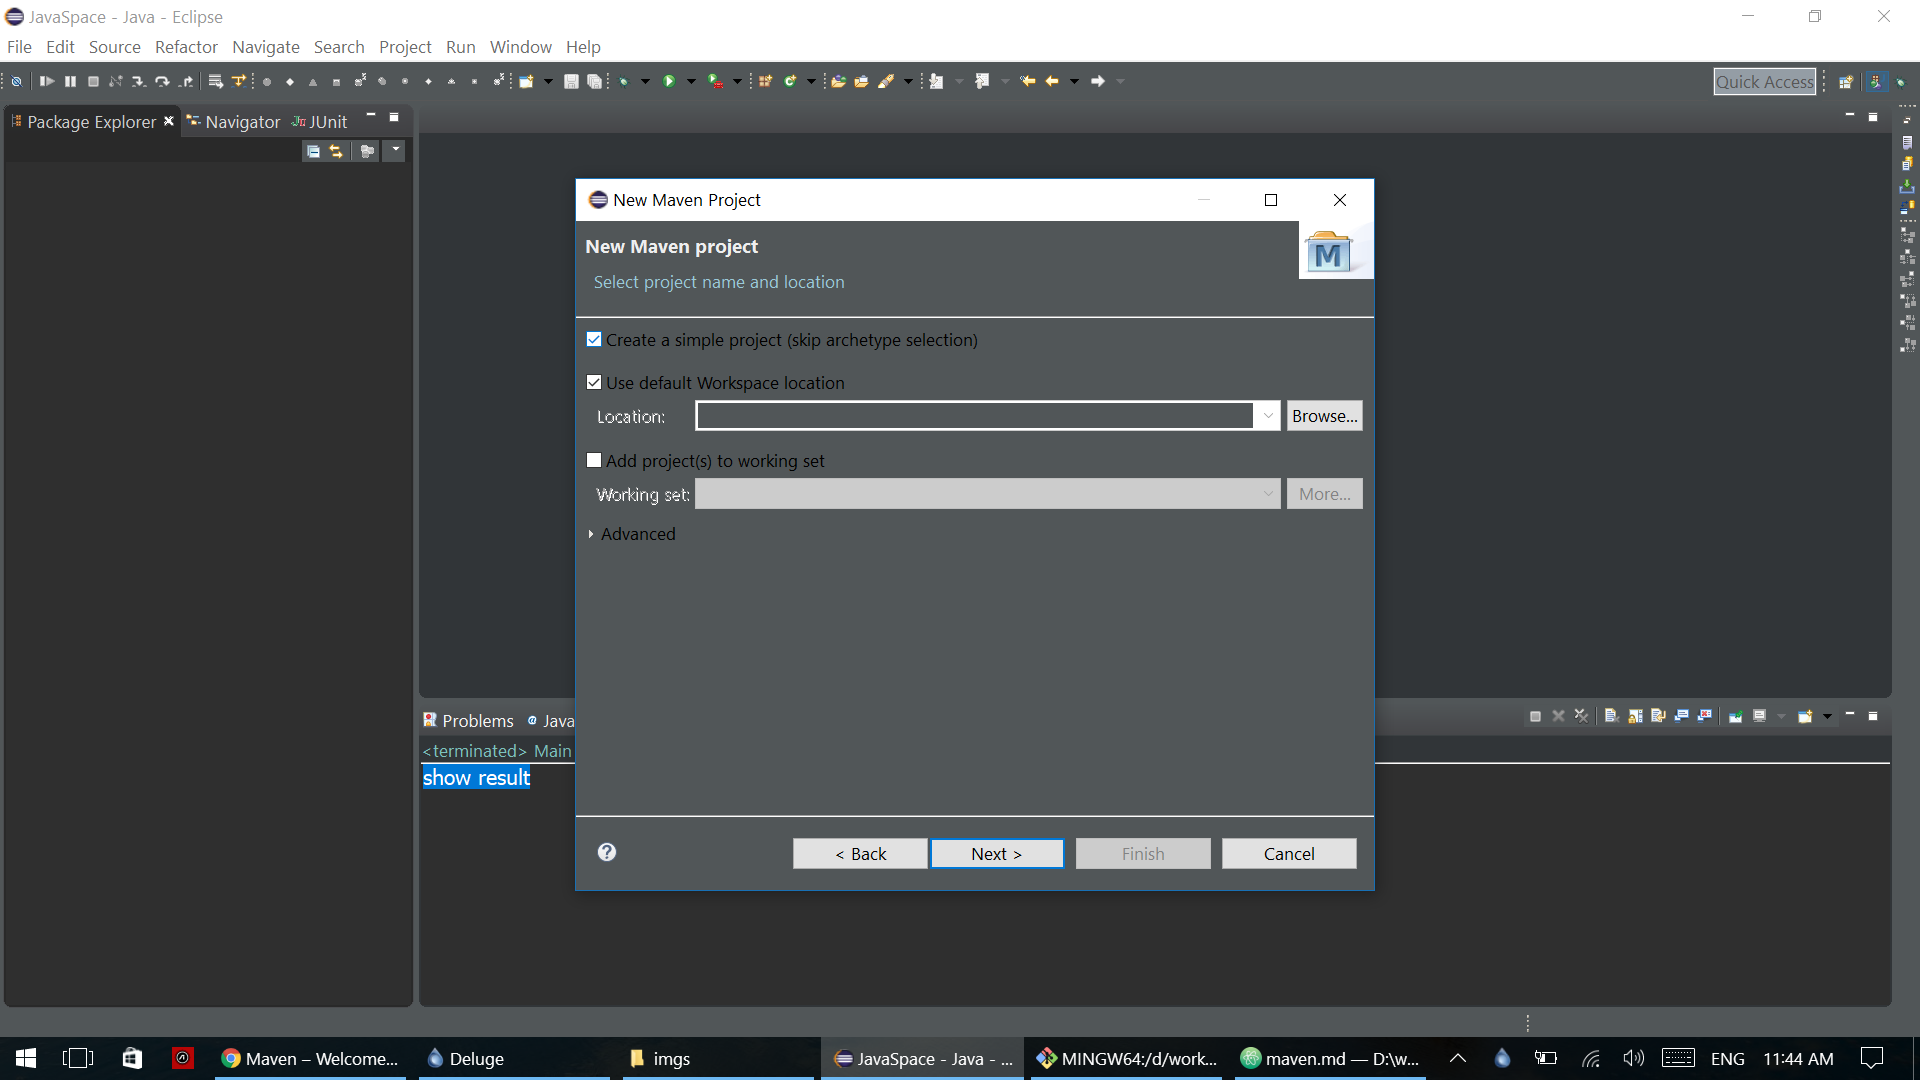 JavaSpace - Java - Eclipse
File Edit Source Refactor Navigate Search Project Run Window Help
Quick Access
Package Explorer Navigator JUnit
New Maven Project
New Maven project
M
Select project name and location
Create a simple project (skip archetype selection)
Use default Workspace location
Location: Browse...
Add project(s) to working set
Working set: More...
Advanced
Problems @ Java
<terminated> Main
show result
< Back Next > Finish Cancel
Maven – Welcome... Deluge imgs JavaSpace - Java - ... MINGW64:/d/work... maven.md — D:\w... ENG 11:44 AM